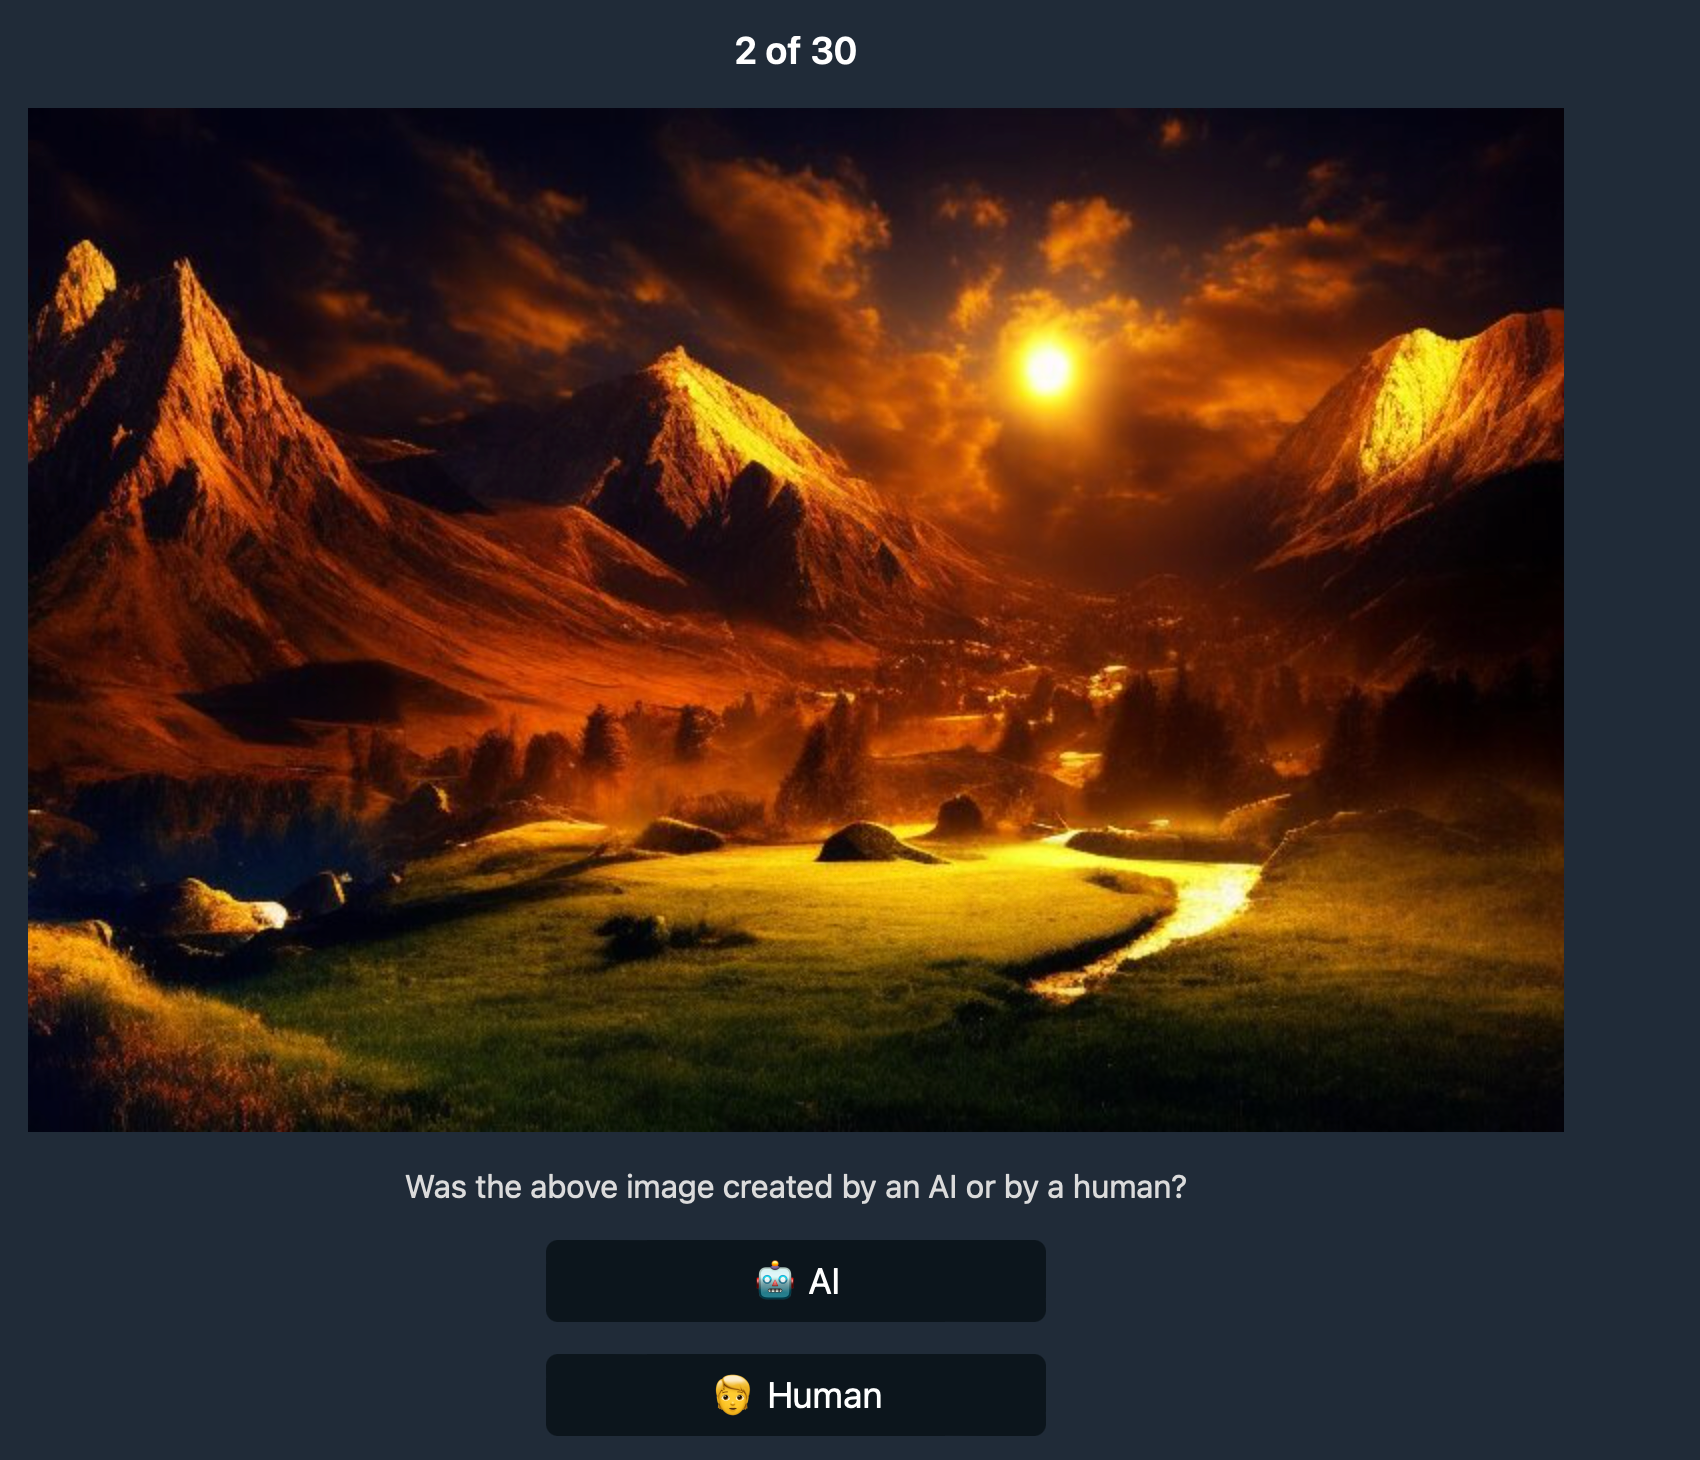 2 of 30
Was the above image created by an AI or by a human?
🤖 AI
🧑 Human